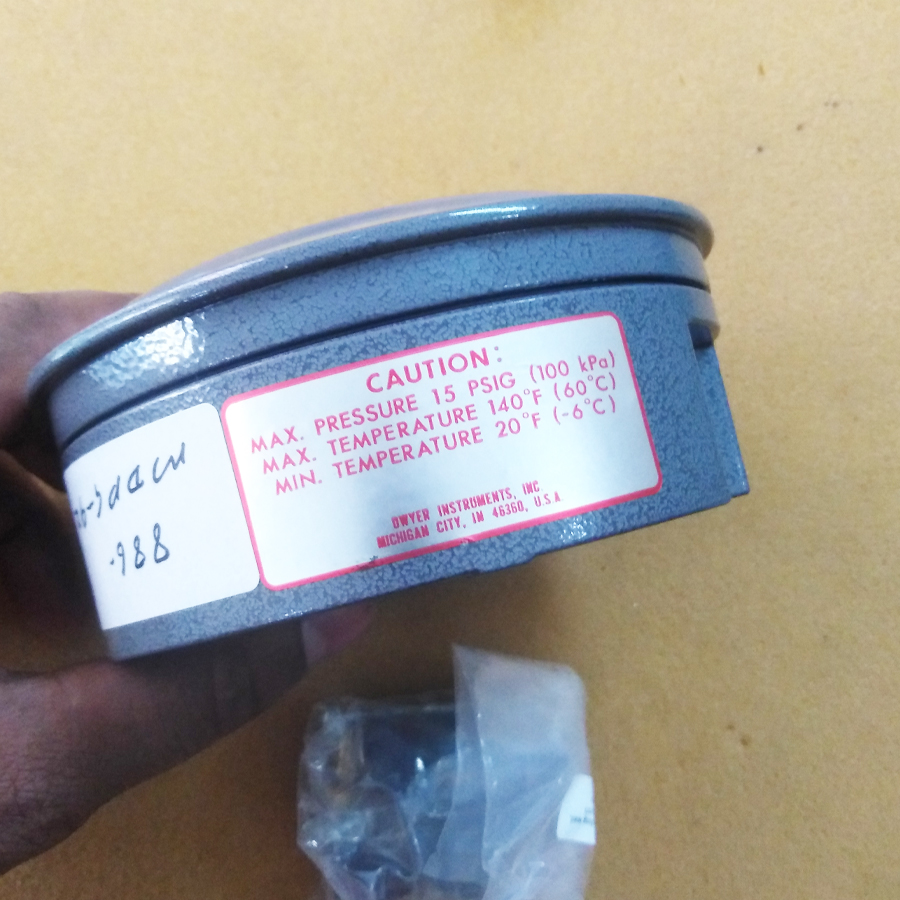 CAUTION:
MAX. PRESSURE 15 PSIG (100 kPa)
MAX. TEMPERATURE 140°F (60°C)
MIN. TEMPERATURE 20°F (-6°C)
DWYER INSTRUMENTS, INC.
MICHIGAN CITY, IN 46360, U.S.A.